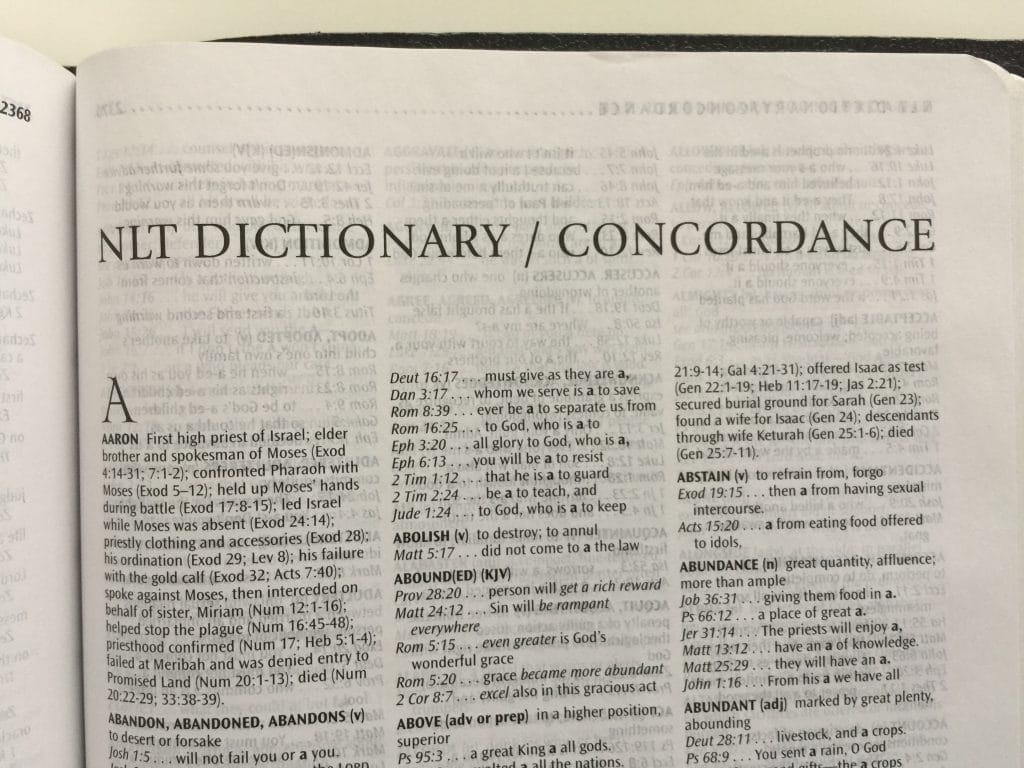 2368
NLT DICTIONARY / CONCORDANCE
A
AARON First high priest of Israel; elder
brother and spokesman of Moses (Exod
4:14-31; 7:1-2); confronted Pharaoh with
Moses (Exod 5–12); held up Moses' hands
during battle (Exod 17:8-15); led Israel
while Moses was absent (Exod 24:14);
priestly clothing and accessories (Exod 28);
his ordination (Exod 29; Lev 8); his failure
with the gold calf (Exod 32; Acts 7:40);
spoke against Moses, then interceded on
behalf of sister, Miriam (Num 12:1-16);
helped stop the plague (Num 16:45-48);
priesthood confirmed (Num 17; Heb 5:1-4);
failed at Meribah and was denied entry to
Promised Land (Num 20:1-13); died (Num
20:22-29; 33:38-39).
ABANDON, ABANDONED, ABANDONS (v)
to desert or forsake
Josh 1:5 . . . will not fail you or a you.
Deut 16:17 . . . must give as they are a,
Dan 3:17 . . . whom we serve is a to save
Rom 8:39 . . . ever be a to separate us from
Rom 16:25 . . . to God, who is a to
Eph 3:20 . . . all glory to God, who is a,
Eph 6:13 . . . you will be a to resist
2 Tim 1:12 . . . that he is a to guard
2 Tim 2:24 . . . be a to teach, and
Jude 1:24 . . . to God, who is a to keep
ABOLISH (v) to destroy; to annul
Matt 5:17 . . . did not come to a the law
ABOUND(ED) (KJV)
Prov 28:20 . . . person will get a rich reward
Matt 24:12 . . . Sin will be rampant
everywhere
Rom 5:15 . . . even greater is God's
wonderful grace
Rom 5:20 . . . grace became more abundant
2 Cor 8:7 . . . excel also in this gracious act
ABOVE (adv or prep) in a higher position,
superior
Ps 95:3 . . . a great King a all gods.
a all the nations.
21:9-14; Gal 4:21-31); offered Isaac as test
(Gen 22:1-19; Heb 11:17-19; Jas 2:21);
secured burial ground for Sarah (Gen 23);
found a wife for Isaac (Gen 24); descendants
through wife Keturah (Gen 25:1-6); died
(Gen 25:7-11).
ABSTAIN (v) to refrain from, forgo
Exod 19:15 . . . then a from having sexual
intercourse.
Acts 15:20 . . . a from eating food offered
to idols,
ABUNDANCE (n) great quantity, affluence;
more than ample
Job 36:31 . . . giving them food in a.
Ps 66:12 . . . a place of great a.
Jer 31:14 . . . The priests will enjoy a,
Matt 13:12 . . . have an a of knowledge.
Matt 25:29 . . . they will have an a.
John 1:16 . . . From his a we have all
ABUNDANT (adj) marked by great plenty,
abounding
Deut 28:11 . . . livestock, and a crops.
Ps 68:9 . . . You sent a rain, O God
gifts—the a crops